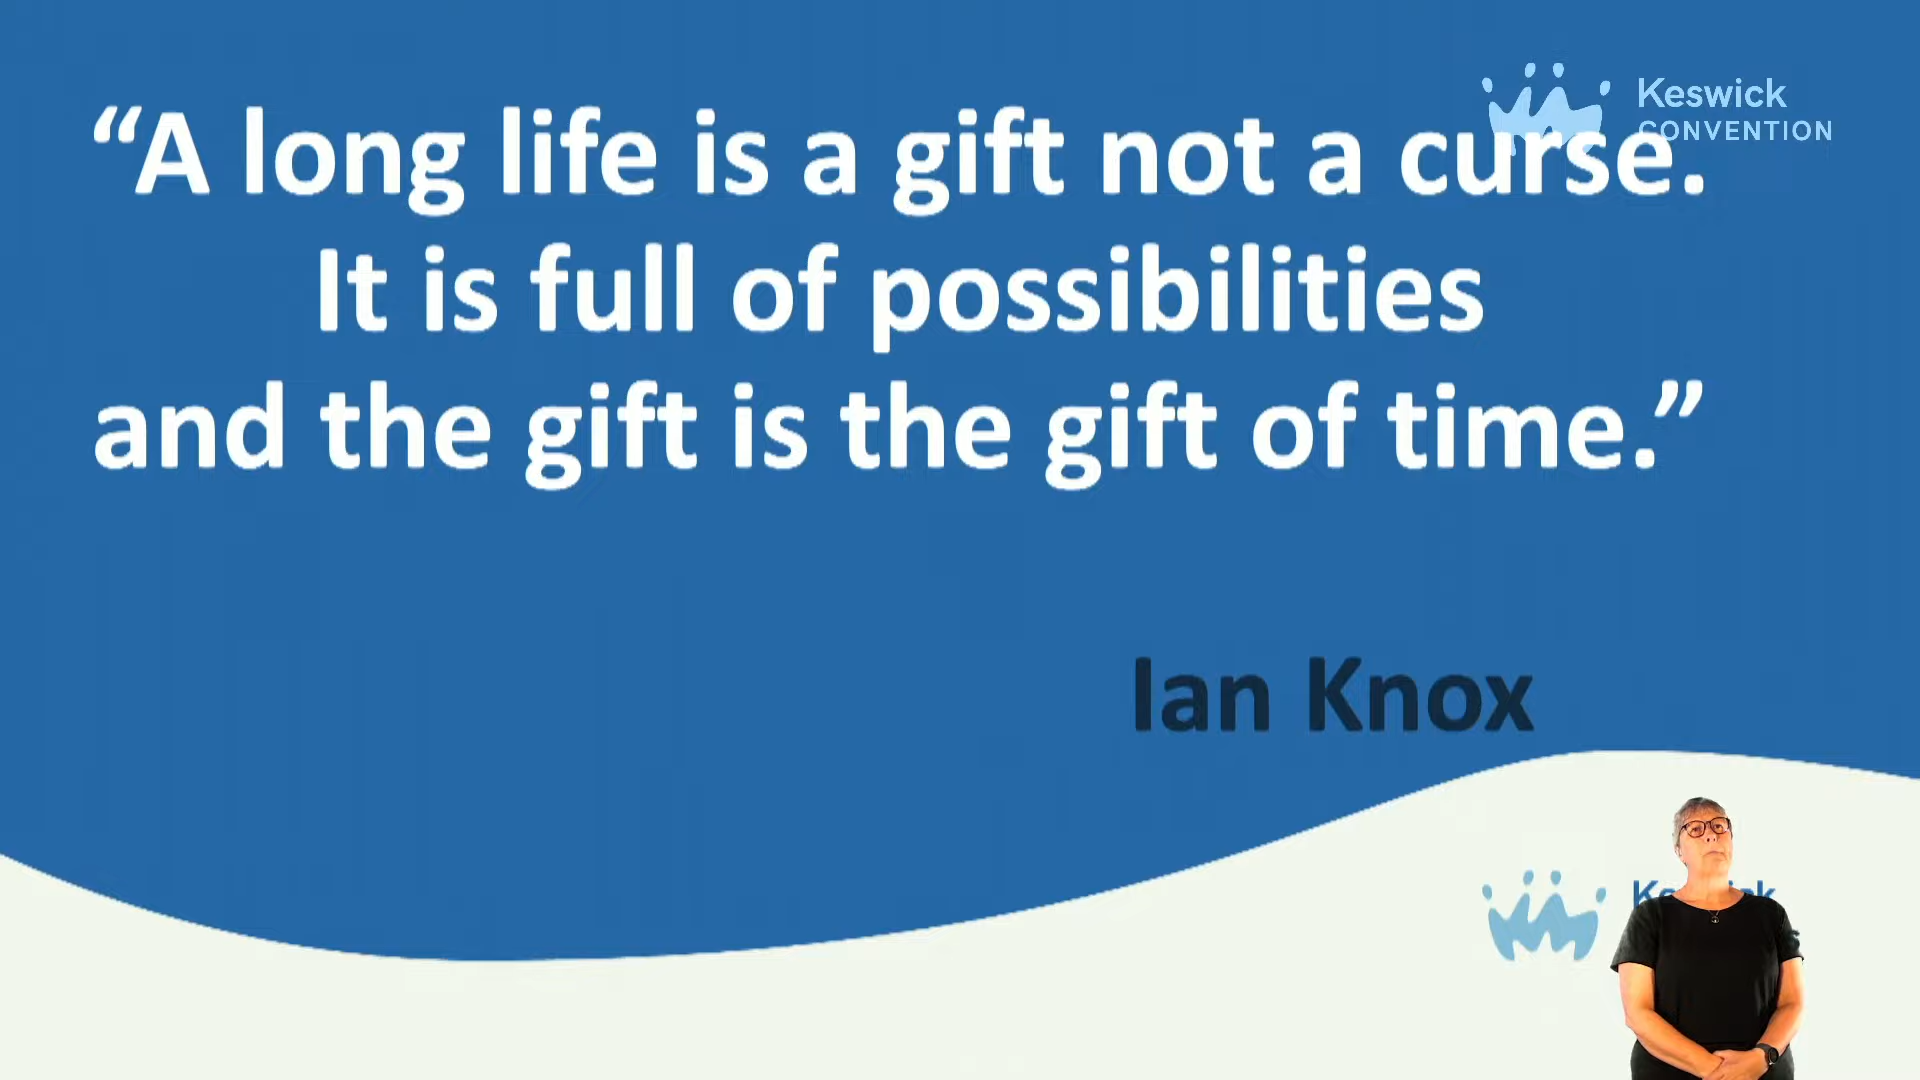 Keswick
CONVENTION
“A long life is a gift not a curse.
It is full of possibilities
and the gift is the gift of time.”
Ian Knox